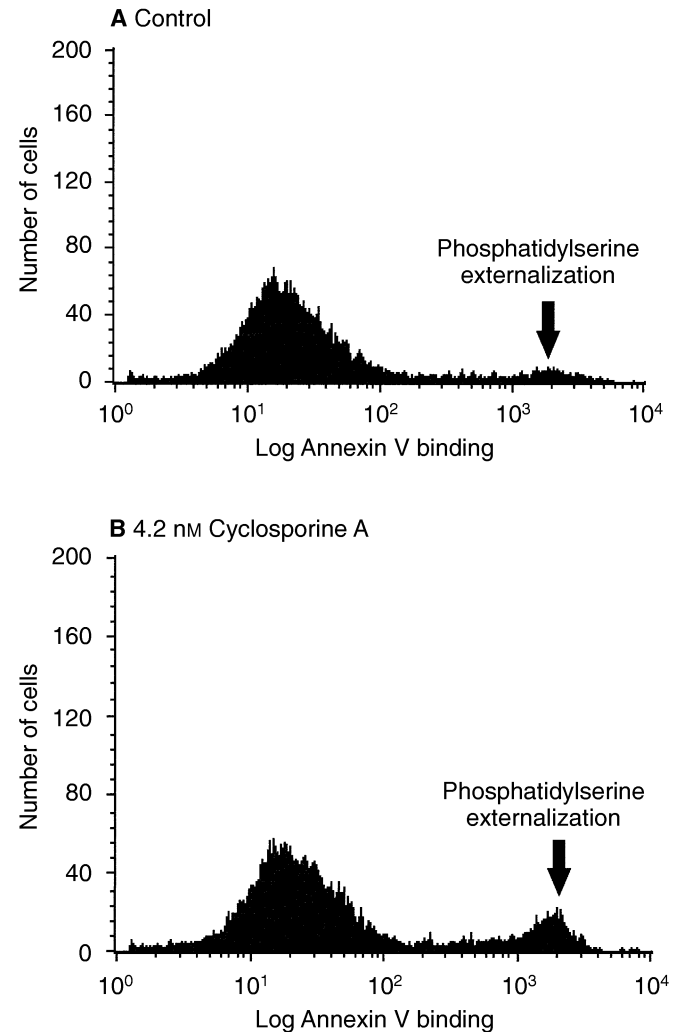 A Control
200
160
120
80
40
0
Number of cells
Phosphatidylserine
externalization
10⁰ 10¹ 10² 10³ 10⁴
Log Annexin V binding
B 4.2 nM Cyclosporine A
200
160
120
80
40
0
Number of cells
Phosphatidylserine
externalization
10⁰ 10¹ 10² 10³ 10⁴
Log Annexin V binding